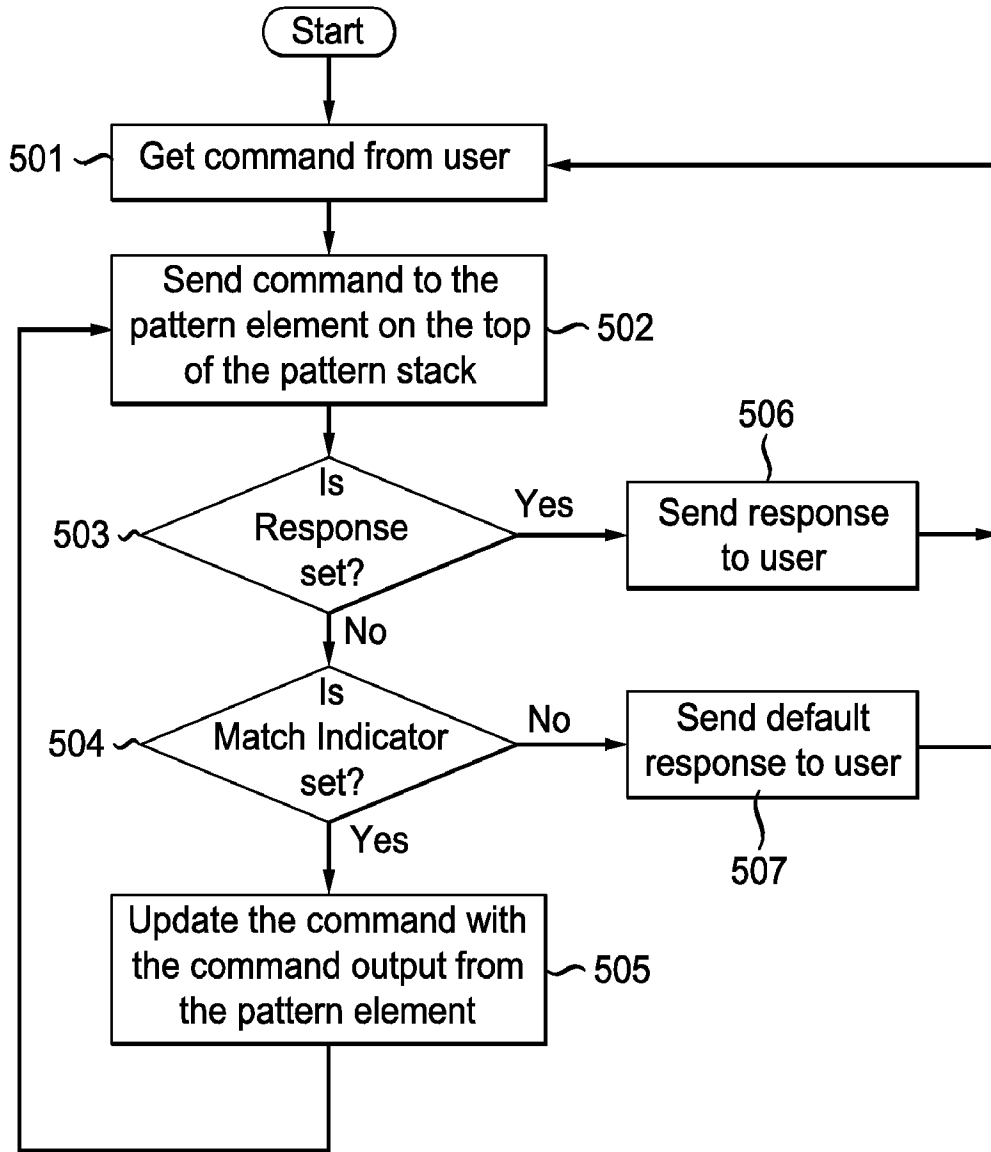 Start
501
Get command from user
Send command to the
pattern element on the top
of the pattern stack
502
503
Is
Response
set?
Yes
506
Send response
to user
No
504
Is
Match Indicator
set?
No
Send default
response to user
507
Yes
Update the command with
the command output from
the pattern element
505